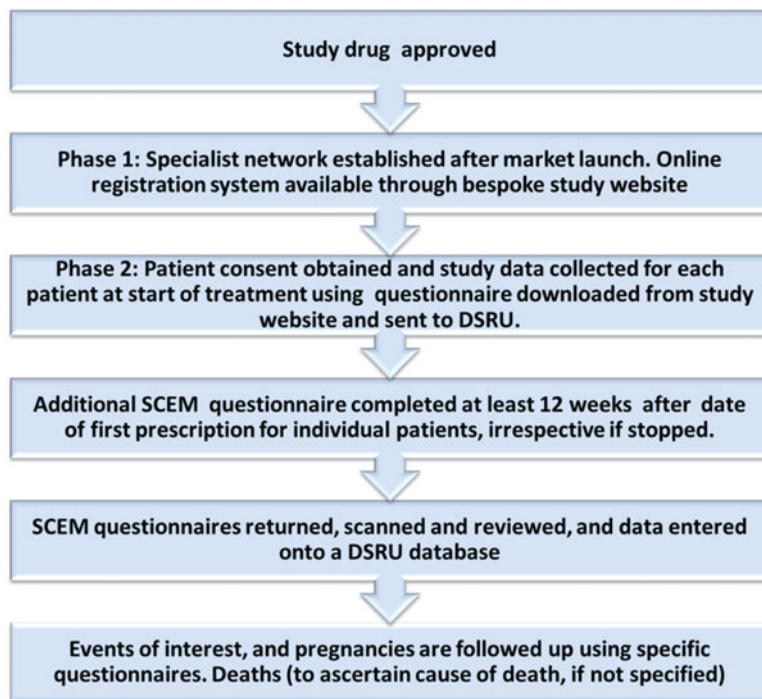 Study drug approved
Phase 1: Specialist network established after market launch. Online
registration system available through bespoke study website
Phase 2: Patient consent obtained and study data collected for each
patient at start of treatment using questionnaire downloaded from study
website and sent to DSRU.
Additional SCEM questionnaire completed at least 12 weeks after date
of first prescription for individual patients, irrespective if stopped.
SCEM questionnaires returned, scanned and reviewed, and data entered
onto a DSRU database
Events of interest, and pregnancies are followed up using specific
questionnaires. Deaths (to ascertain cause of death, if not specified)